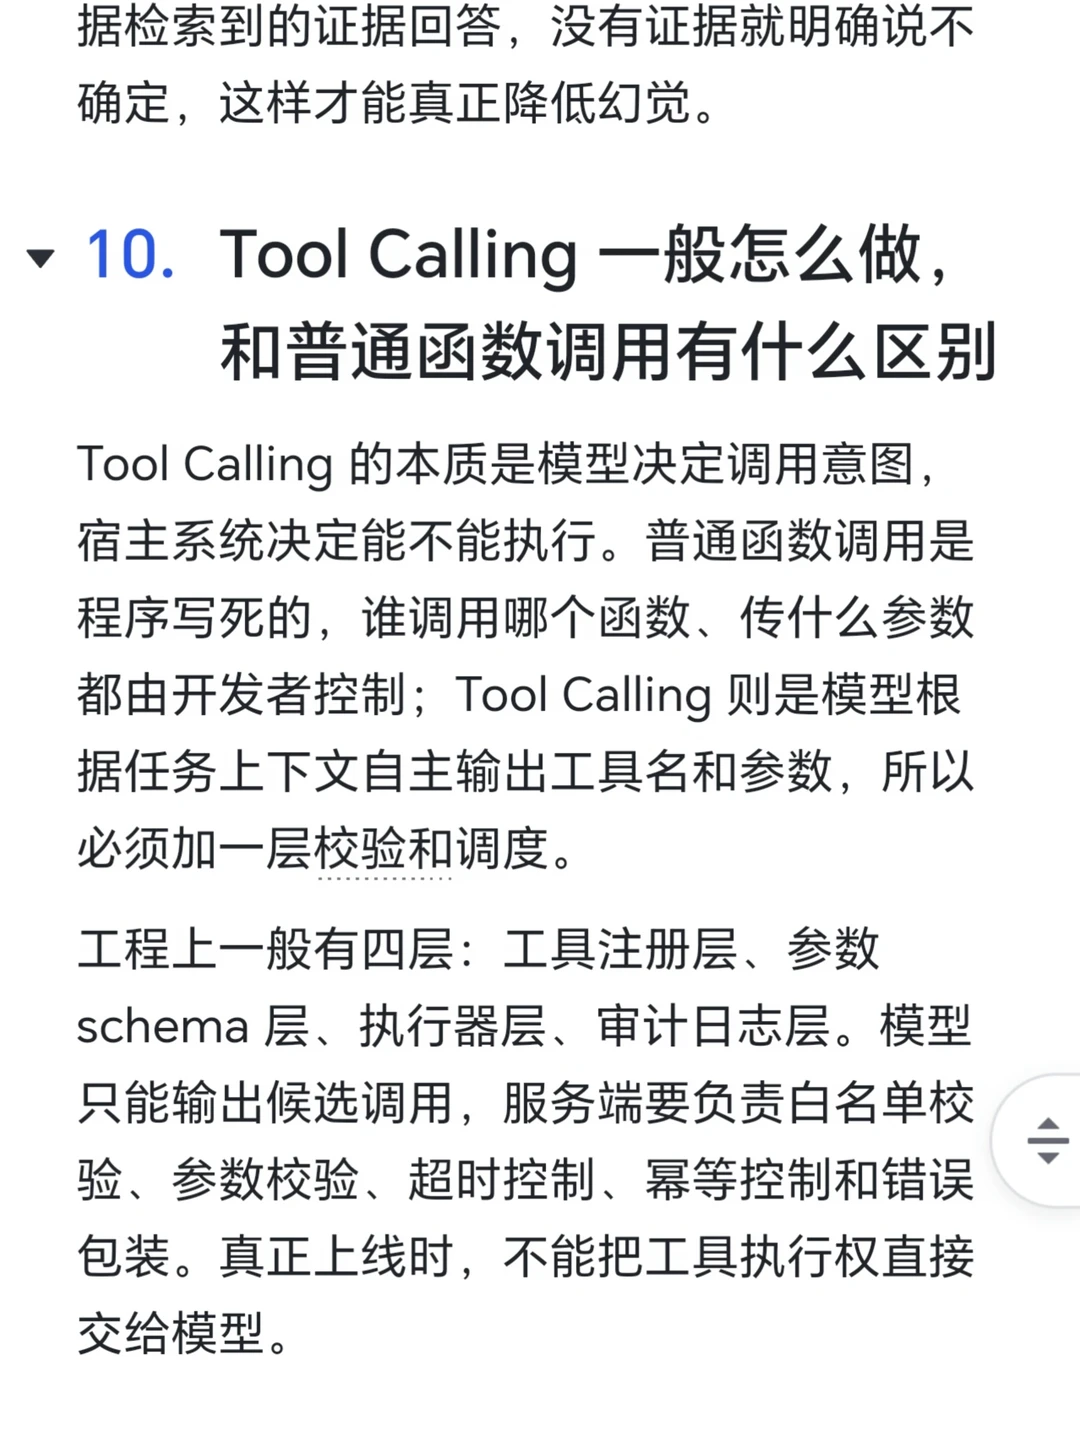 据检索到的证据回答，没有证据就明确说不
确定，这样才能真正降低幻觉。
10. Tool Calling 一般怎么做，
和普通函数调用有什么区别
Tool Calling 的本质是模型决定调用意图，
宿主系统决定能不能执行。普通函数调用是
程序写死的，谁调用哪个函数、传什么参数
都由开发者控制；Tool Calling 则是模型根
据任务上下文自主输出工具名和参数，所以
必须加一层校验和调度。
工程上一般有四层：工具注册层、参数
schema 层、执行器层、审计日志层。模型
只能输出候选调用，服务端要负责白名单校
验、参数校验、超时控制、幂等控制和错误
包装。真正上线时，不能把工具执行权直接
交给模型。